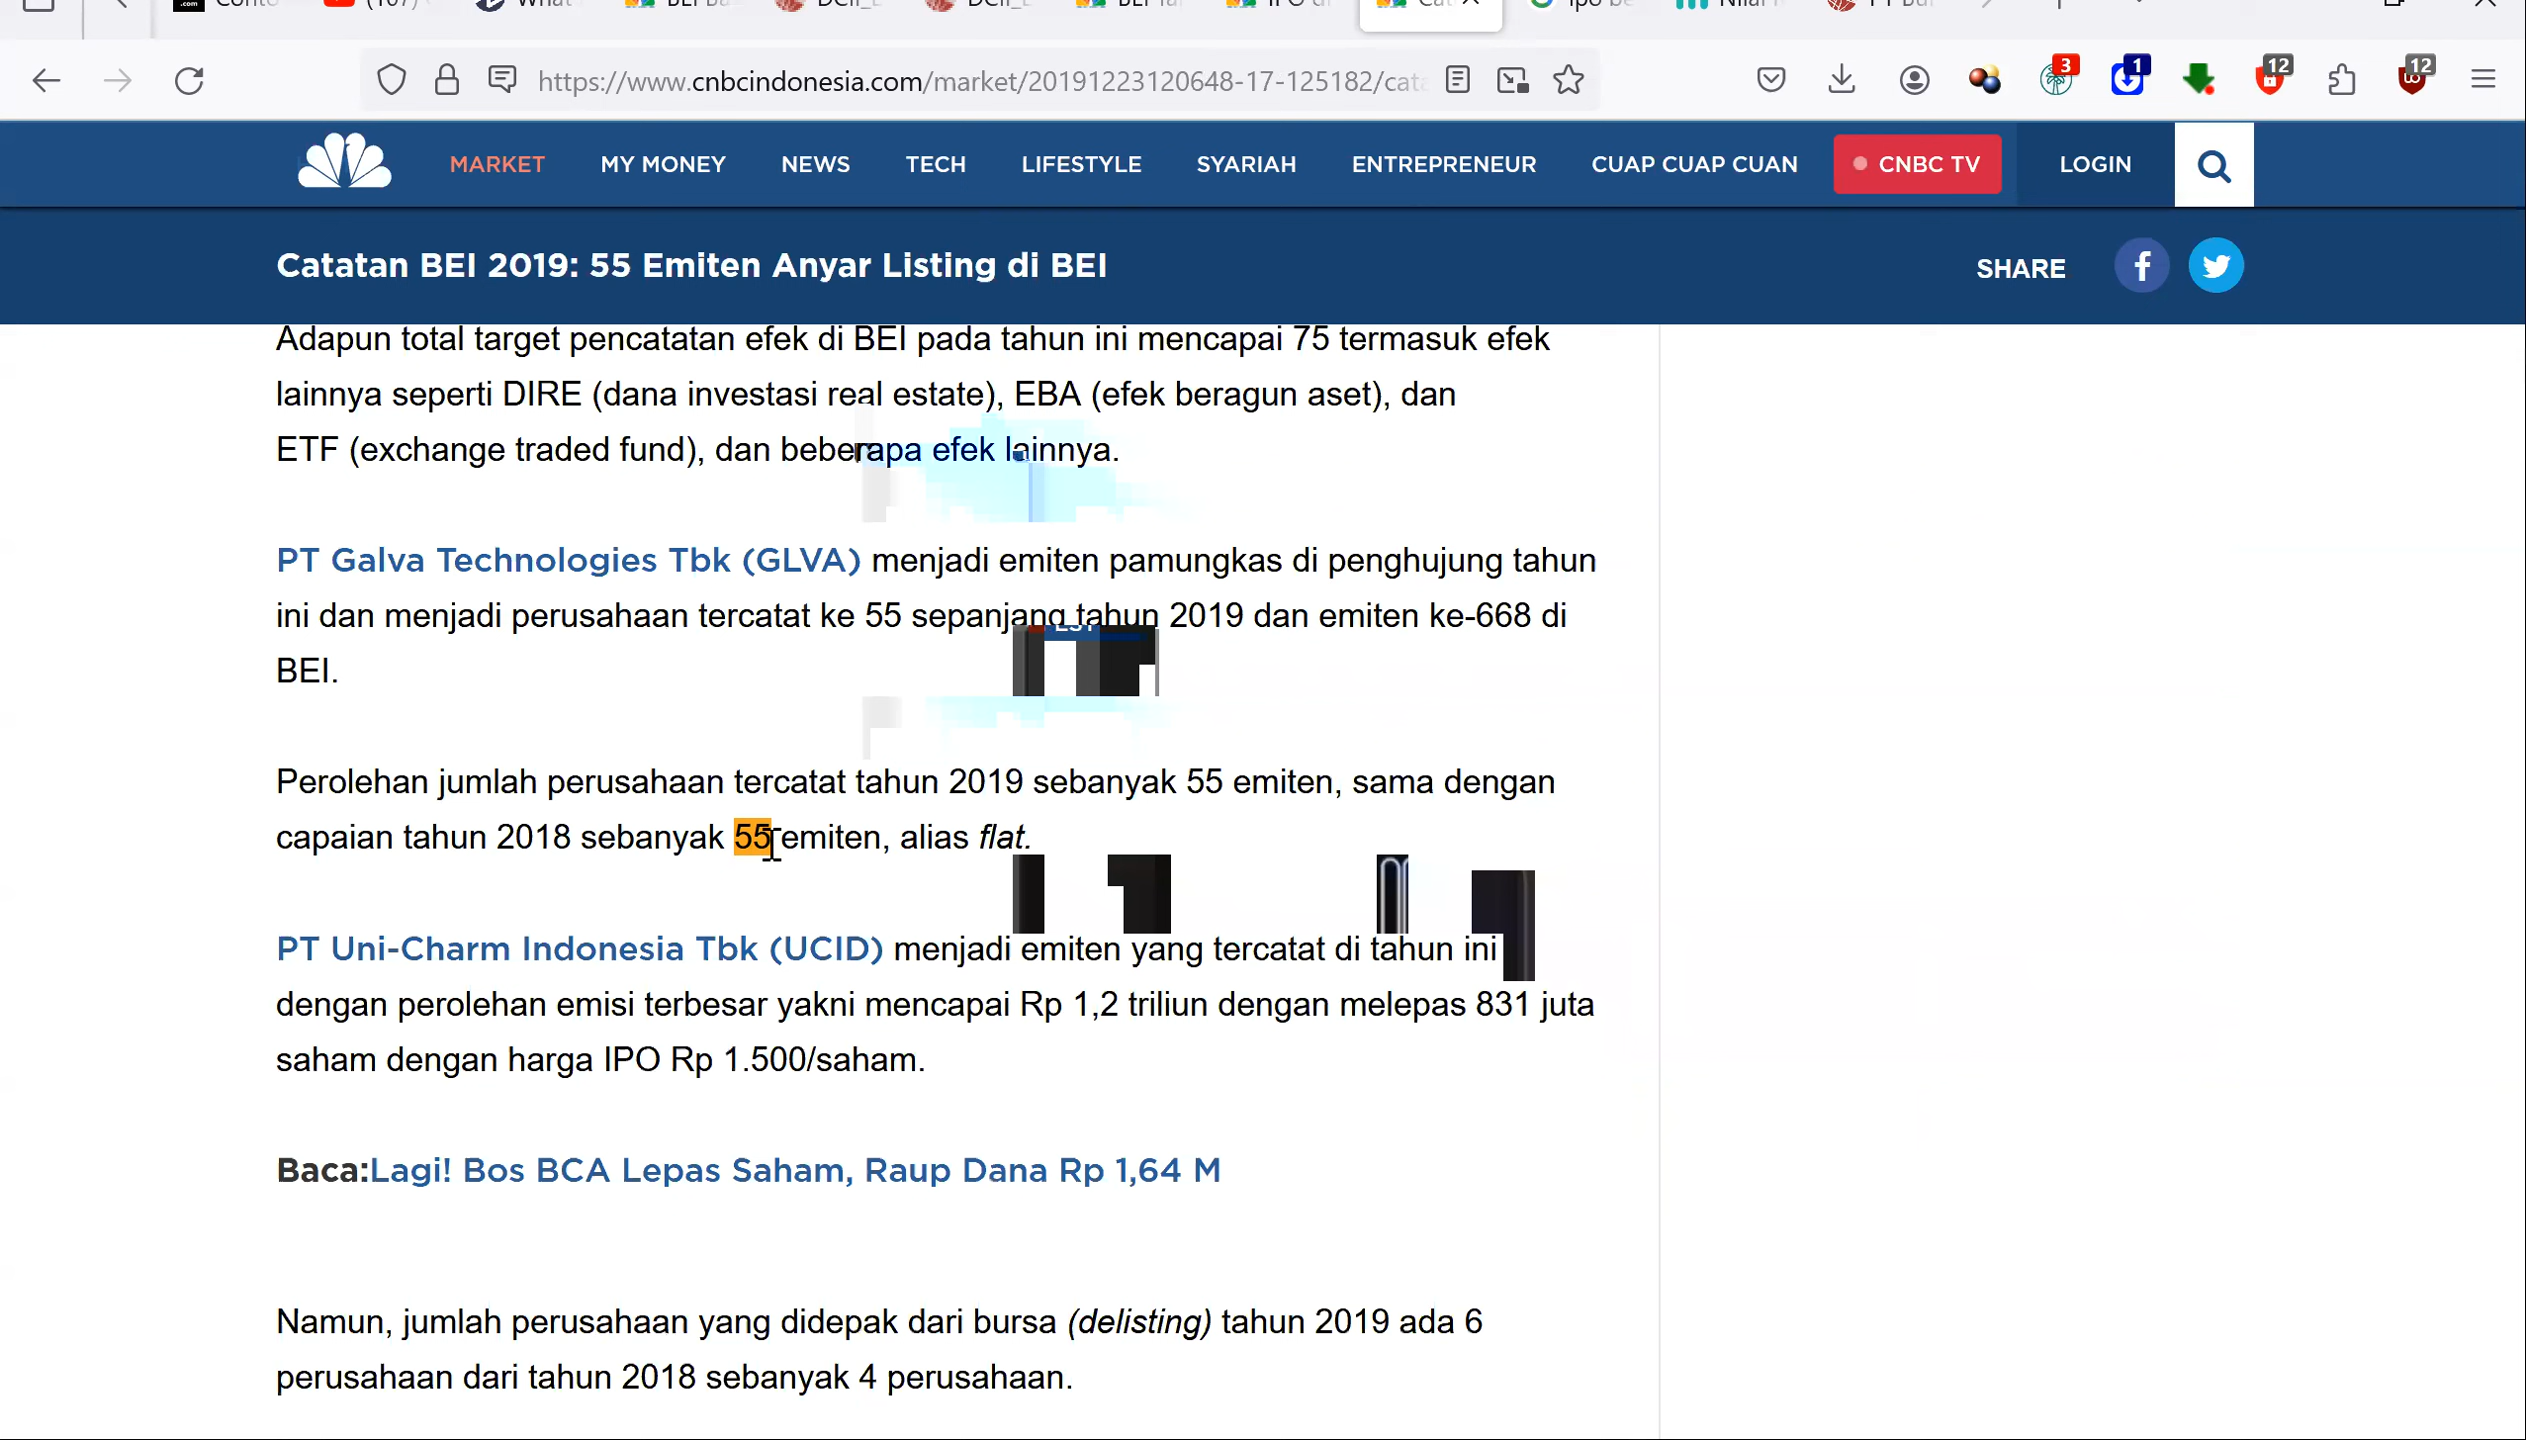 https://www.cnbcindonesia.com/market/20191223120648-17-125182/cata
3
1
12
12
MARKET
MY MONEY
NEWS
TECH
LIFESTYLE
SYARIAH
ENTREPRENEUR
CUAP CUAP CUAN
CNBC TV
LOGIN
Catatan BEI 2019: 55 Emiten Anyar Listing di BEI
SHARE
Adapun total target pencatatan efek di BEI pada tahun ini mencapai 75 termasuk efek
lainnya seperti DIRE (dana investasi real estate), EBA (efek beragun aset), dan
ETF (exchange traded fund), dan beberapa efek lainnya.
PT Galva Technologies Tbk (GLVA) menjadi emiten pamungkas di penghujung tahun
ini dan menjadi perusahaan tercatat ke 55 sepanjang tahun 2019 dan emiten ke-668 di
BEI.
Perolehan jumlah perusahaan tercatat tahun 2019 sebanyak 55 emiten, sama dengan
capaian tahun 2018 sebanyak 55 emiten, alias flat.
PT Uni-Charm Indonesia Tbk (UCID) menjadi emiten yang tercatat di tahun ini
dengan perolehan emisi terbesar yakni mencapai Rp 1,2 triliun dengan melepas 831 juta
saham dengan harga IPO Rp 1.500/saham.
Baca:Lagi! Bos BCA Lepas Saham, Raup Dana Rp 1,64 M
Namun, jumlah perusahaan yang didepak dari bursa (delisting) tahun 2019 ada 6
perusahaan dari tahun 2018 sebanyak 4 perusahaan.